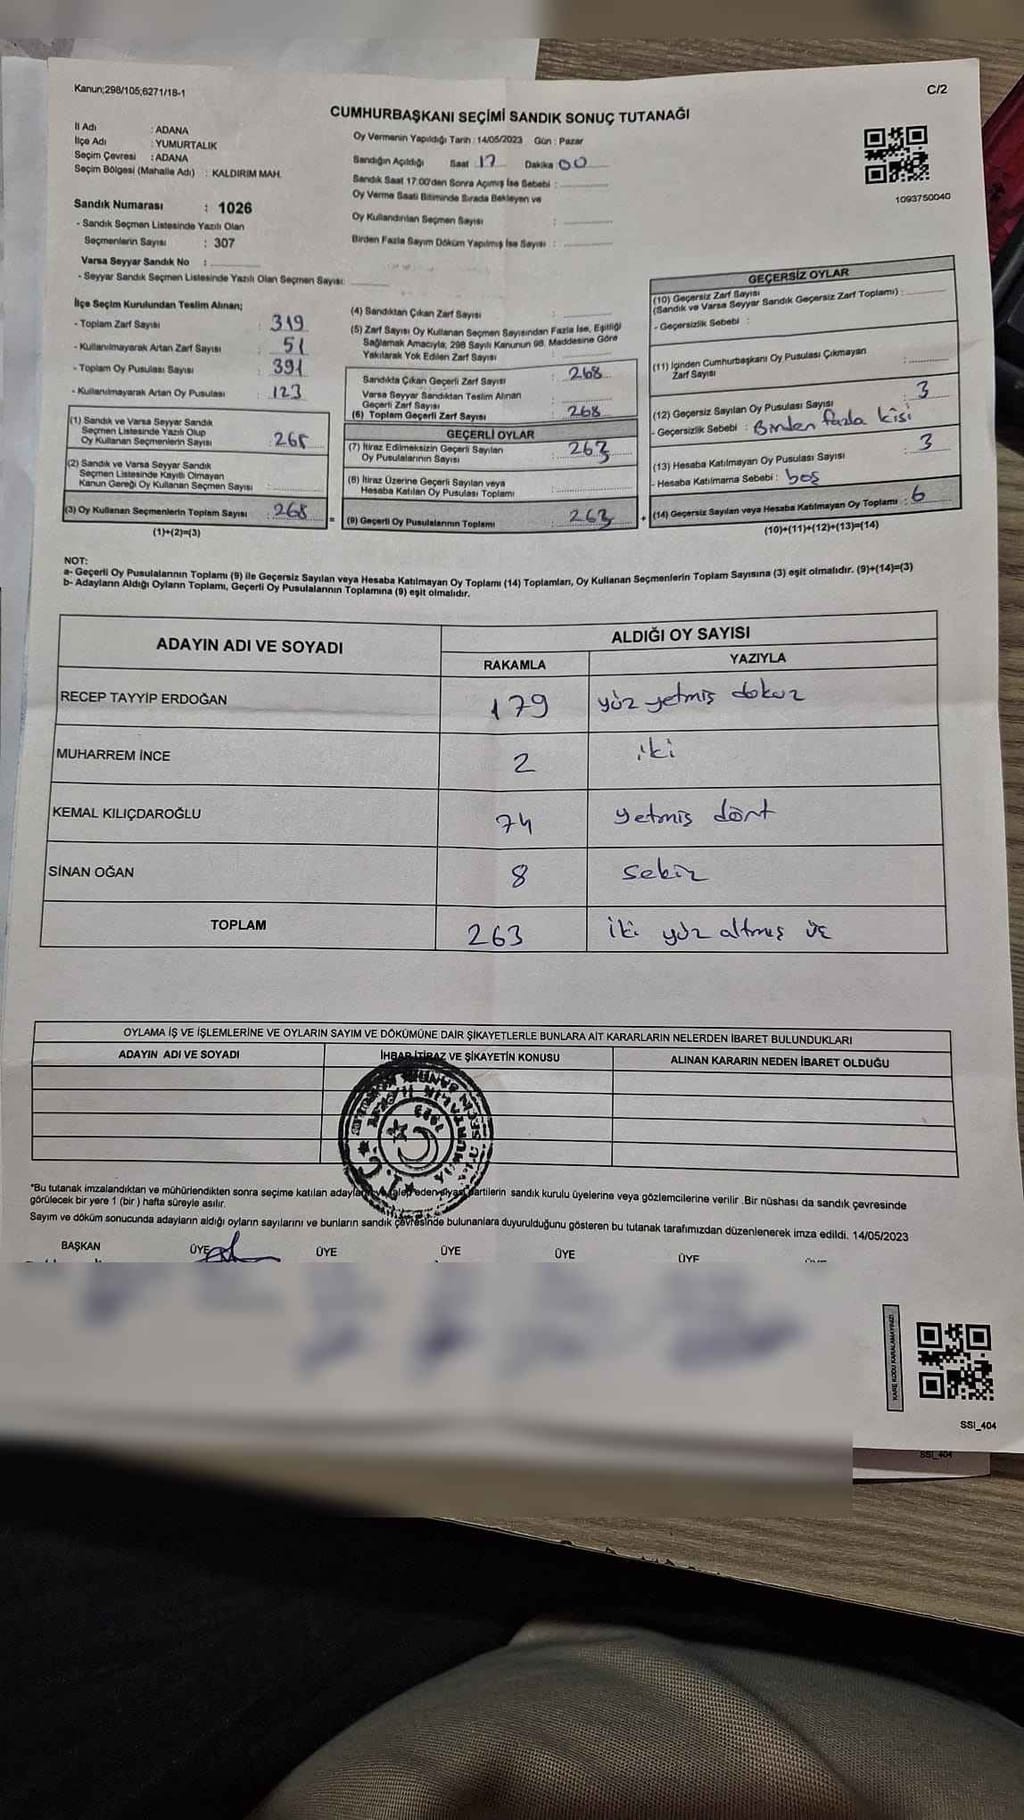 Kanun;298/105;6271/18-1
C/2
CUMHURBAŞKANI SEÇİMİ SANDIK SONUÇ TUTANAĞI
İl Adı : ADANA
İlçe Adı : YUMURTALIK
Seçim Çevresi : ADANA
Seçim Bölgesi (Mahalle Adı) : KALDIRIM MAH.
Sandık Numarası : 1026
- Sandık Seçmen Listesinde Yazılı Olan
Seçmenlerin Sayısı : 307
Varsa Seyyar Sandık No :
- Seyyar Sandık Seçmen Listesinde Yazılı Olan Seçmen Sayısı:
Oy Vermenin Yapıldığı Tarih : 14/05/2023 Gün : Pazar
Sandığın Açıldığı Saat 17 Dakika 00
Sandık Saat 17:00'den Sonra Açımış İse Sebebi :
Oy Verme Saati Bitiminde Sırada Bekleyen ve
Oy Kullandırılan Seçmen Sayısı :
Birden Fazla Sayım Döküm Yapılmış İse Sayısı :
1093750040
İlçe Seçim Kurulundan Teslim Alınan;
- Toplam Zarf Sayısı : 319
- Kullanılmayarak Artan Zarf Sayısı : 51
- Toplam Oy Pusulası Sayısı : 391
- Kullanılmayarak Artan Oy Pusulası : 123
(1) Sandık ve Varsa Seyyar Sandık
Seçmen Listesinde Yazılı Olup
Oy Kullanan Seçmenlerin Sayısı : 268
(2) Sandık ve Varsa Seyyar Sandık
Seçmen Listesinde Kayıtlı Olmayan
Kanun Gereği Oy Kullanan Seçmen Sayısı :
(3) Oy Kullanan Seçmenlerin Toplam Sayısı : 268
(1)+(2)=(3)
(4) Sandıktan Çıkan Zarf Sayısı :
(5) Zarf Sayısı Oy Kullanan Seçmen Sayısından Fazla İse, Eşitliği
Sağlamak Amacıyla; 298 Sayılı Kanunun 98. Maddesine Göre
Yakılarak Yok Edilen Zarf Sayısı :
Sandıkta Çıkan Geçerli Zarf Sayısı : 268
Varsa Seyyar Sandıktan Teslim Alınan
Geçerli Zarf Sayısı :
(6) Toplam Geçerli Zarf Sayısı : 268
GEÇERLİ OYLAR
(7) İtiraz Edilmeksizin Geçerli Sayılan
Oy Pusulalarının Sayısı : 263
(8) İtiraz Üzerine Geçerli Sayılan veya
Hesaba Katılan Oy Pusulası Toplamı :
(9) Geçerli Oy Pusulalarının Toplamı : 263
=
+
GEÇERSİZ OYLAR
(10) Geçersiz Zarf Sayısı
(Sandık ve Varsa Seyyar Sandık Geçersiz Zarf Toplamı) :
- Geçersizlik Sebebi :
(11) İçinden Cumhurbaşkanı Oy Pusulası Çıkmayan
Zarf Sayısı :
(12) Geçersiz Sayılan Oy Pusulası Sayısı : 3
- Geçersizlik Sebebi : Birden fazla kişi
(13) Hesaba Katılmayan Oy Pusulası Sayısı : 3
- Hesaba Katılmama Sebebi : boş
(14) Geçersiz Sayılan veya Hesaba Katılmayan Oy Toplamı : 6
(10)+(11)+(12)+(13)=(14)
NOT:
a- Geçerli Oy Pusulalarının Toplamı (9) ile Geçersiz Sayılan veya Hesaba Katılmayan Oy Toplamı (14) Toplamları, Oy Kullanan Seçmenlerin Toplam Sayısına (3) eşit olmalıdır. (9)+(14)=(3)
b- Adayların Aldığı Oyların Toplamı, Geçerli Oy Pusulalarının Toplamına (9) eşit olmalıdır.
ADAYIN ADI VE SOYADI
ALDIĞI OY SAYISI
RAKAMLA YAZIYLA
RECEP TAYYİP ERDOĞAN 179 yüz yetmiş dokuz
MUHARREM İNCE 2 iki
KEMAL KILIÇDAROĞLU 74 yetmiş dört
SİNAN OĞAN 8 sekiz
TOPLAM 263 iki yüz altmış üç
OYLAMA İŞ VE İŞLEMLERİNE VE OYLARIN SAYIM VE DÖKÜMÜNE DAİR ŞİKAYETLERLE BUNLARA AİT KARARLARIN NELERDEN İBARET BULUNDUKLARI
ADAYIN ADI VE SOYADI İHBAR İTİRAZ VE ŞİKAYETİN KONUSU ALINAN KARARIN NEDEN İBARET OLDUĞU
"Bu tutanak imzalandıktan ve mühürlendikten sonra seçime katılan adayların talep eden siyasi partilerin sandık kurulu üyelerine veya gözlemcilerine verilir .Bir nüshası da sandık çevresinde
görülecek bir yere 1 (bir ) hafta süreyle asılır.
Sayım ve döküm sonucunda adayların aldığı oyların sayılarını ve bunların sandık çevresinde bulunanlara duyurulduğunu gösteren bu tutanak tarafımızdan düzenlenerek imza edildi. 14/05/2023
BAŞKAN ÜYE ÜYE ÜYE ÜYE ÜYE
KARE KODU KARALAMAYINIZ!
SSI_404
SSI_404